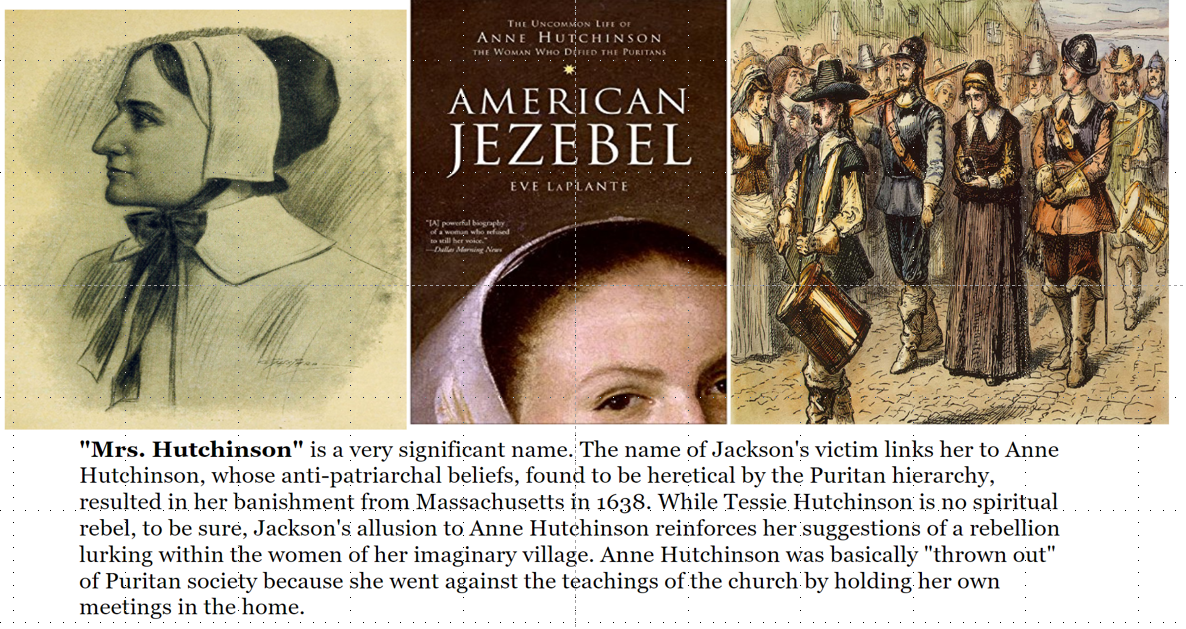 THE UNCOMMON LIFE OF
ANNE HUTCHINSON
THE WOMAN WHO DEFIED THE PURITANS
AMERICAN
JEZEBEL
EVE LAPLANTE
"[A] powerful biography
of a woman who refused
to still her voice."
—Dallas Morning News
"Mrs. Hutchinson" is a very significant name. The name of Jackson's victim links her to Anne
Hutchinson, whose anti-patriarchal beliefs, found to be heretical by the Puritan hierarchy,
resulted in her banishment from Massachusetts in 1638. While Tessie Hutchinson is no spiritual
rebel, to be sure, Jackson's allusion to Anne Hutchinson reinforces her suggestions of a rebellion
lurking within the women of her imaginary village. Anne Hutchinson was basically "thrown out"
of Puritan society because she went against the teachings of the church by holding her own
meetings in the home.